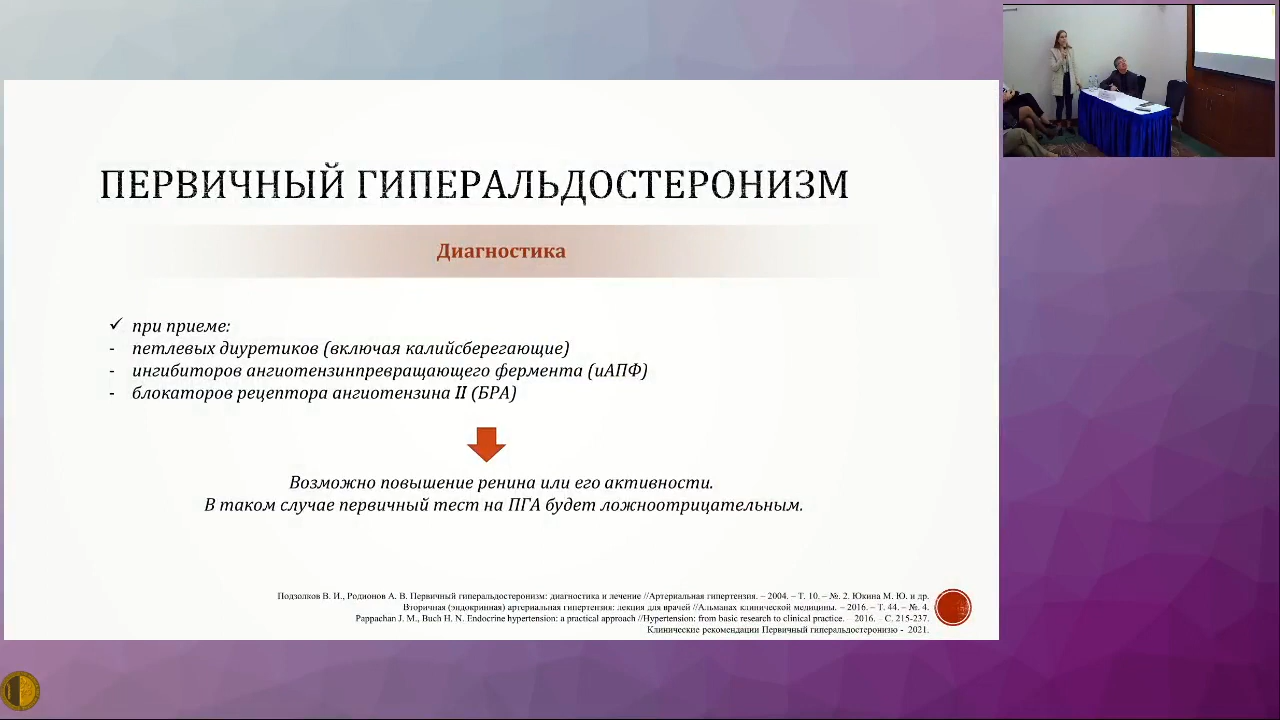 ПЕРВИЧНЫЙ ГИПЕРАЛЬДОСТЕРОНИЗМ
Диагностика
✓ при приеме:
- петлевых диуретиков (включая калийсберегающие)
- ингибиторов ангиотензинпревращающего фермента (иАПФ)
- блокаторов рецептора ангиотензина II (БРА)
Возможно повышение ренина или его активности.
В таком случае первичный тест на ПГА будет ложноотрицательным.
Подзолков В. И., Родионов А. В. Первичный гиперальдостеронизм: диагностика и лечение //Артериальная гипертензия. – 2004. – Т. 10. – №. 2. Юкина М. Ю. и др.
Вторичная (эндокринная) артериальная гипертензия: лекция для врачей //Альманах клинической медицины. – 2016. – Т. 44. – №. 4.
Pappachan J. M., Buch H. N. Endocrine hypertension: a practical approach //Hypertension: from basic research to clinical practice. – 2016. – С. 215-237.
Клинические рекомендации Первичный гиперальдостеронизю - 2021.